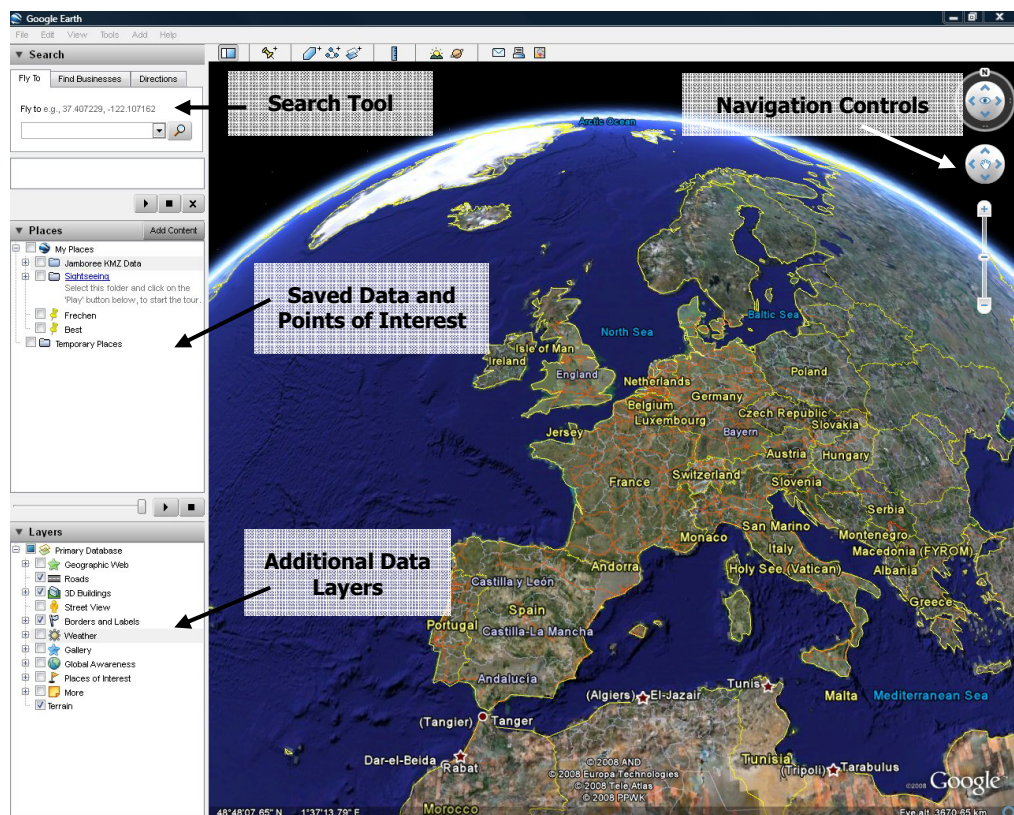 Google Earth
File Edit View Tools Add Help
Search
Fly To Find Businesses Directions
Fly to e.g., 37.407229, -122.107162
Places
Add Content
My Places
Jamboree KMZ Data
Sightseeing
Select this folder and click on the
'Play' button below, to start the tour.
Frechen
Best
Temporary Places
Layers
Primary Database
Geographic Web
Roads
3D Buildings
Street View
Borders and Labels
Weather
Gallery
Global Awareness
Places of Interest
More
Terrain
Search Tool
Navigation Controls
N
Saved Data and
Points of Interest
Additional Data
Layers
Arctic Ocean
North Sea
Baltic Sea
Isle of Man
Ireland
England
Netherlands
Poland
Germany
Belgium
Luxembourg
Czech Republic
Slovakia
Jersey
Bayern
Austria
Hungary
Switzerland
France
Slovenia
Serbia
San Marino
Monaco
Montenegro
Italy
Macedonia (FYROM)
Andorra
Holy See (Vatican)
Albania
Castilla y León
Spain
Greece
Portugal
Castilla-La Mancha
Andalucia
Tunis
(Algiers) El-Jazair
Malta
Mediterranean Sea
(Tangier) Tanger
Dar-el-Beida
Rabat
Tunisia
(Tripoli) Tarabulus
Morocco
© 2008 AND
© 2008 Europa Technologies
© 2008 Tele Atlas
© 2008 PPWK
©2008 Google
48°48'07.65" N 1°37'13.79" E
Eye alt 3670.65 km